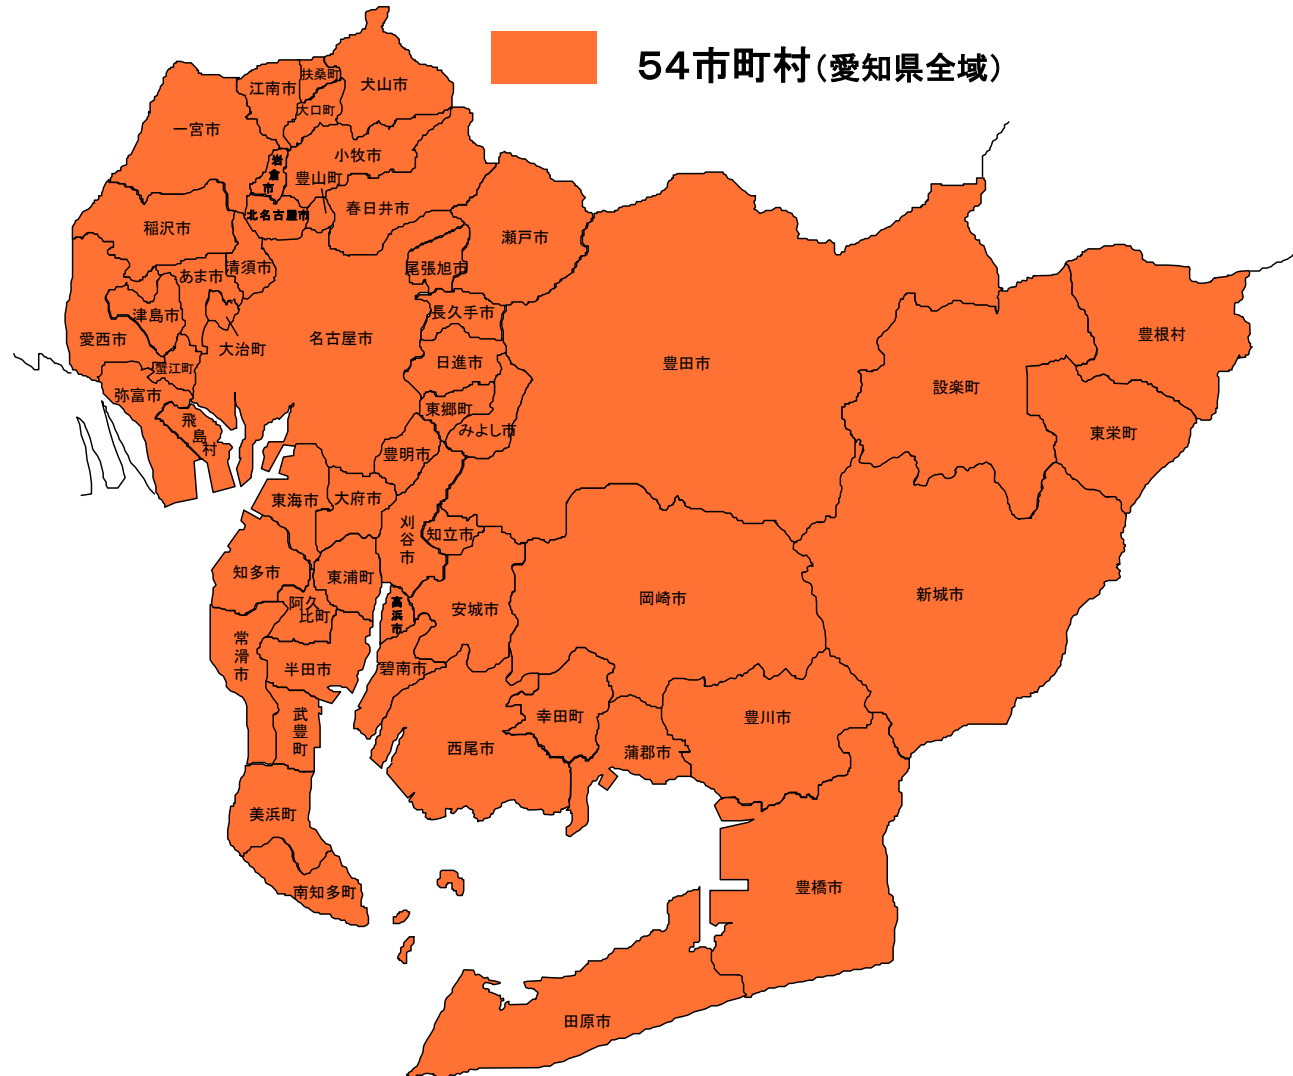 54市町村(愛知県全域)
扶桑町
犬山市
江南市
大口町
一宮市
小牧市
岩倉市
豊山町
春日井市
北名古屋市
稲沢市
瀬戸市
尾張旭市
清須市
あま市
長久手市
津島市
愛西市
大治町
名古屋市
豊根村
日進市
豊田市
蟹江町
設楽町
弥富市
東郷町
飛島村
みよし市
東栄町
豊明市
東海市
大府市
刈谷市
知立市
知多市
東浦町
新城市
岡崎市
阿久比町
高浜市
安城市
常滑市
半田市
碧南市
武豊町
幸田町
豊川市
西尾市
蒲郡市
美浜町
南知多町
豊橋市
田原市